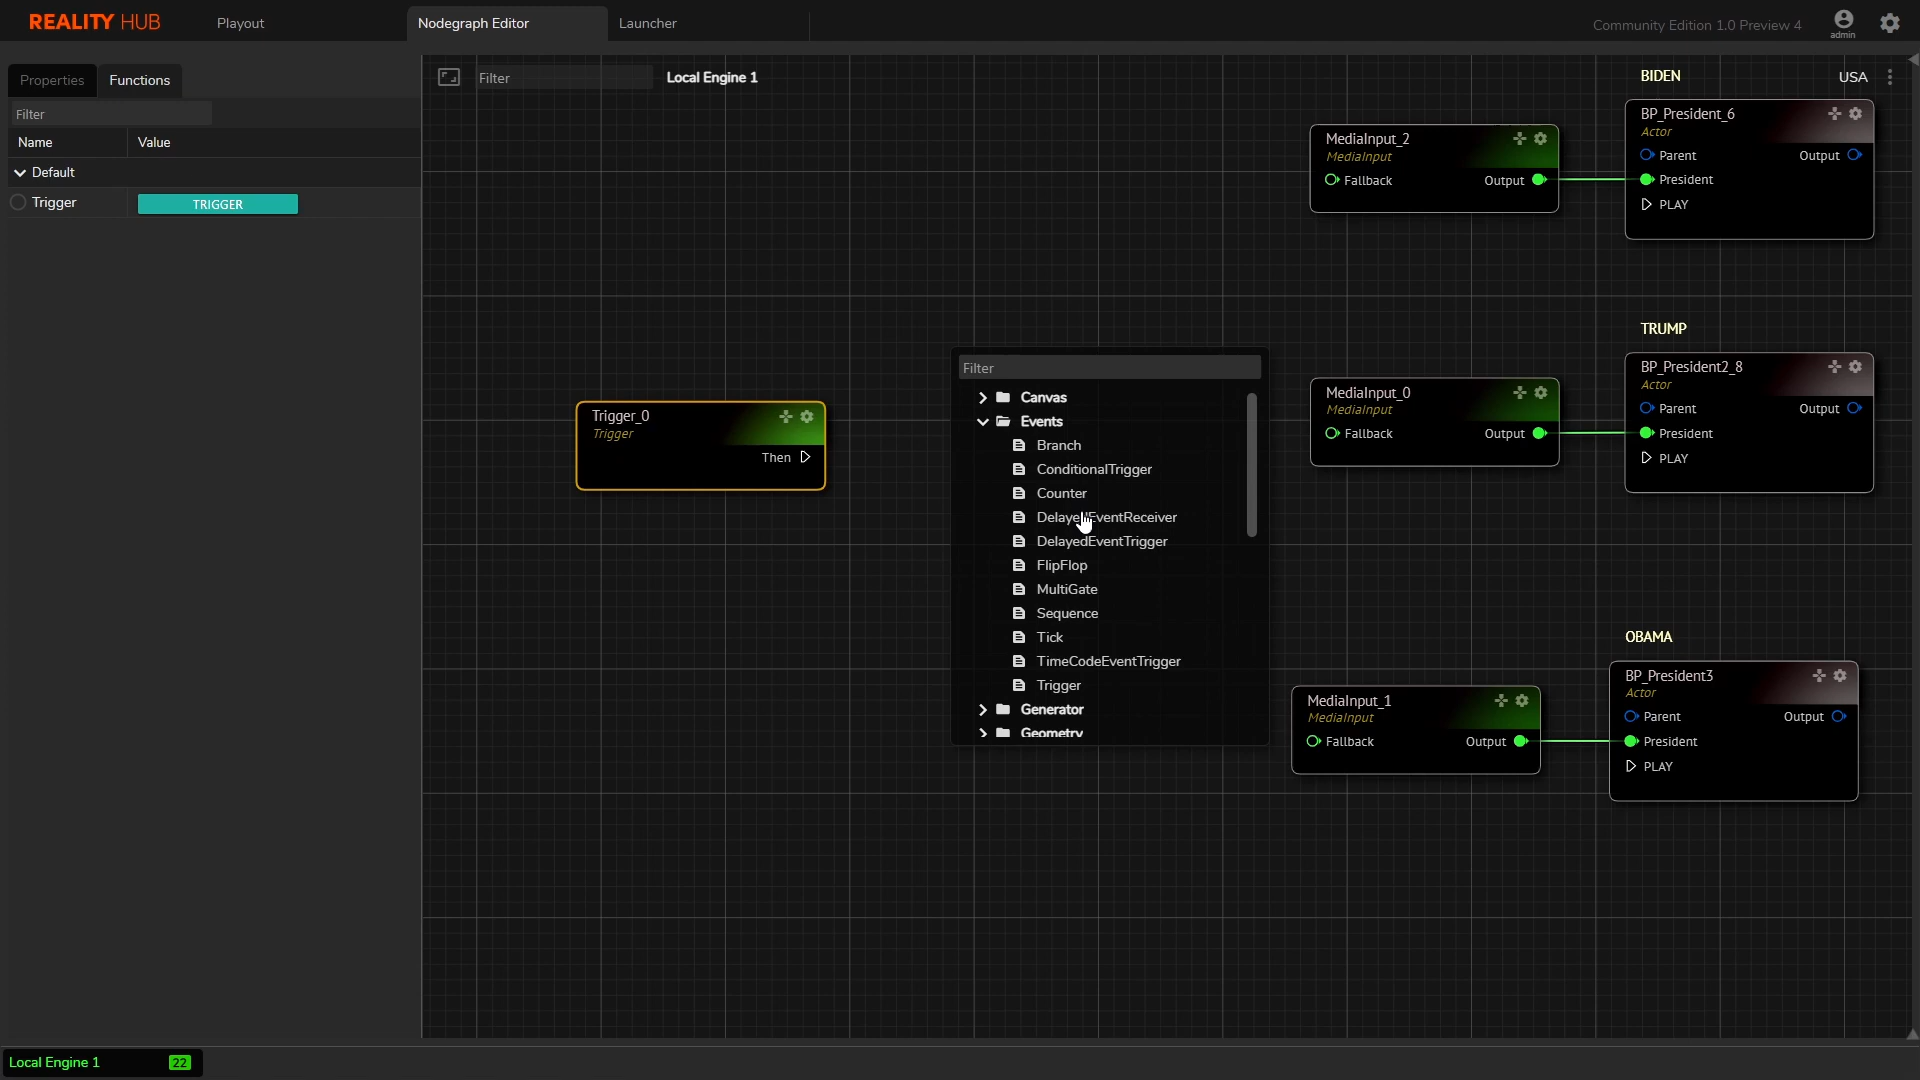 REALITY HUB
Playout
Nodegraph Editor
Launcher
Community Edition 1.0 Preview 4
admin
Properties
Functions
Filter
Name
Value
Default
Trigger
TRIGGER
Filter
Local Engine 1
USA
Trigger_0
Trigger
Then
Filter
Canvas
Events
Branch
ConditionalTrigger
Counter
DelayedEventReceiver
DelayedEventTrigger
FlipFlop
MultiGate
Sequence
Tick
TimeCodeEventTrigger
Trigger
Generator
Geometry
MediaInput_2
MediaInput
Fallback
Output
BIDEN
BP_President_6
Actor
Parent
Output
President
PLAY
MediaInput_0
MediaInput
Fallback
Output
TRUMP
BP_President2_8
Actor
Parent
Output
President
PLAY
MediaInput_1
MediaInput
Fallback
Output
OBAMA
BP_President3
Actor
Parent
Output
President
PLAY
Local Engine 1
22